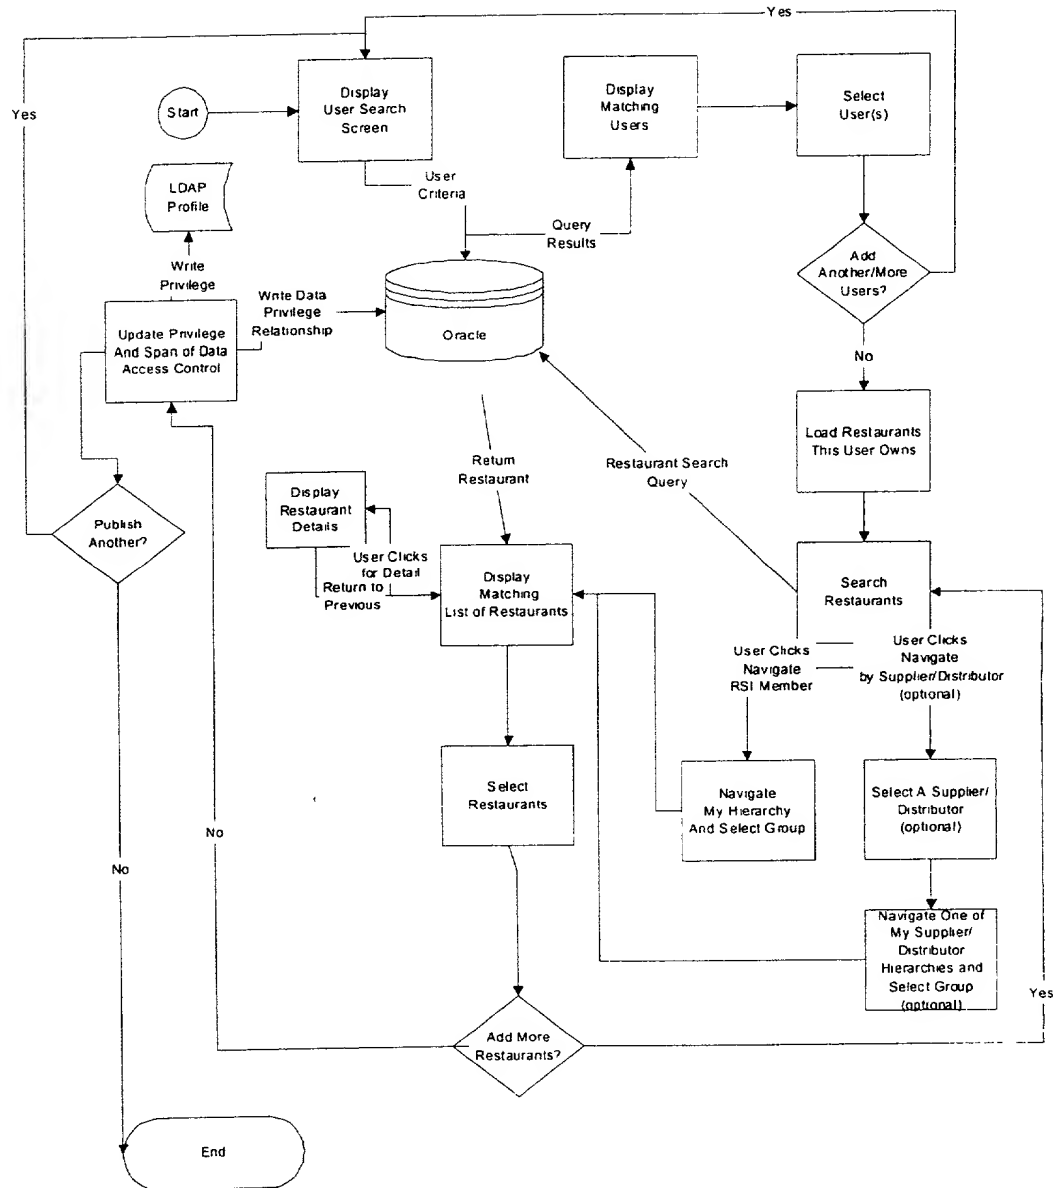 Yes
Yes
Start
Display
User Search
Screen
Display
Matching
Users
Select
User(s)
LDAP
Profile
User
Criteria
Query
Results
Write
Privilege
Write Data
Privilege
Relationship
Add
Another/More
Users?
Update Privilege
And Span of Data
Access Control
Oracle
No
Load Restaurants
This User Owns
Return
Restaurant
Restaurant Search
Query
Display
Restaurant
Details
Publish
Another?
User Clicks
for Detail
Return to
Previous
Display
Matching
List of Restaurants
Search
Restaurants
User Clicks
Navigate
RSI Member
User Clicks
Navigate
by Supplier/Distributor
(optional)
Select
Restaurants
Navigate
My Hierarchy
And Select Group
Select A Supplier/
Distributor
(optional)
No
No
Navigate One of
My Supplier/
Distributor
Hierarchies and
Select Group
(optional)
Yes
Add More
Restaurants?
End